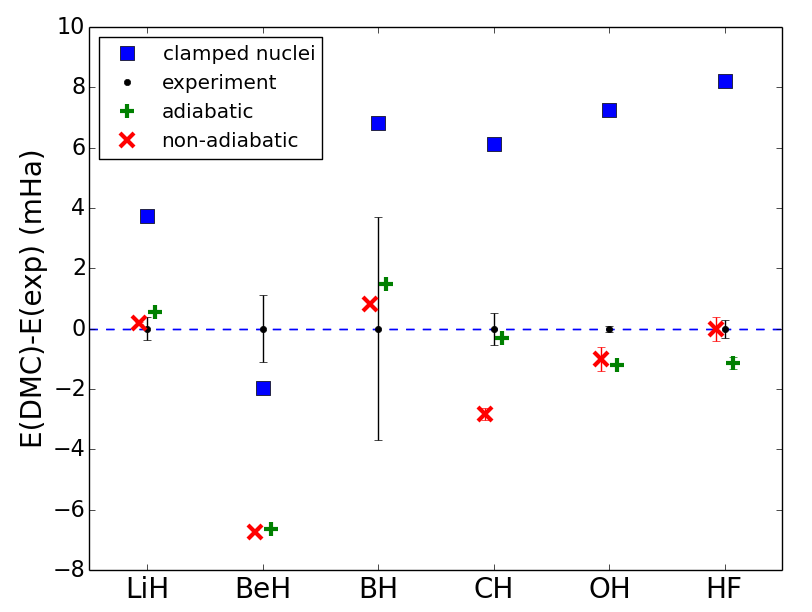 10
8
6
4
2
0
−2
−4
−6
−8
E(DMC)-E(exp) (mHa)
clamped nuclei
experiment
adiabatic
non-adiabatic
LiH BeH BH CH OH HF